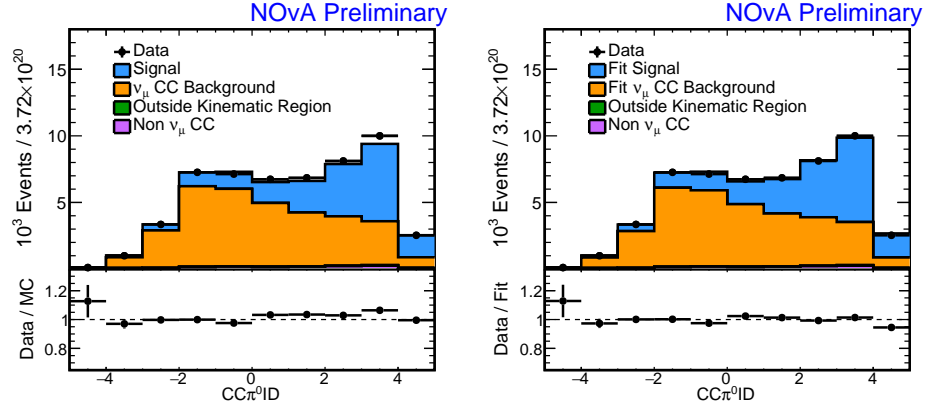 NOvA Preliminary
Data
Signal
νμ CC Background
Outside Kinematic Region
Non νμ CC
15
10
5
10³ Events / 3.72×10²⁰
1.2
1
0.8
Data / MC
−4 −2 0 2 4
CCπ⁰ID
NOvA Preliminary
Data
Fit Signal
Fit νμ CC Background
Outside Kinematic Region
Non νμ CC
15
10
5
10³ Events / 3.72×10²⁰
1.2
1
0.8
Data / Fit
−4 −2 0 2 4
CCπ⁰ID